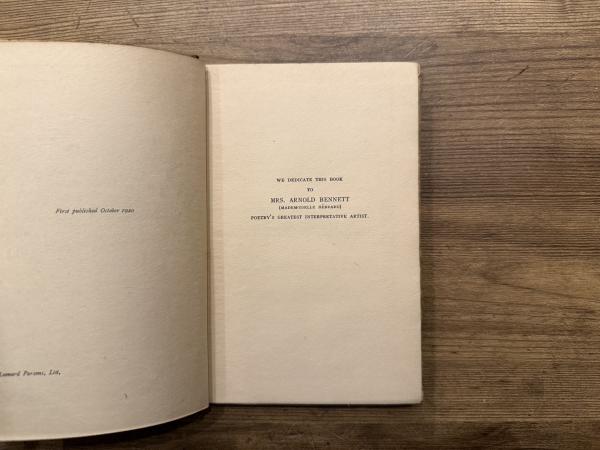 First published October 1920
Leonard Parsons, Ltd,
WE DEDICATE THIS BOOK
TO
MRS. ARNOLD BENNETT
(MADEMOISELLE RÉGNARD)
POETRY'S GREATEST INTERPRETATIVE ARTIST.